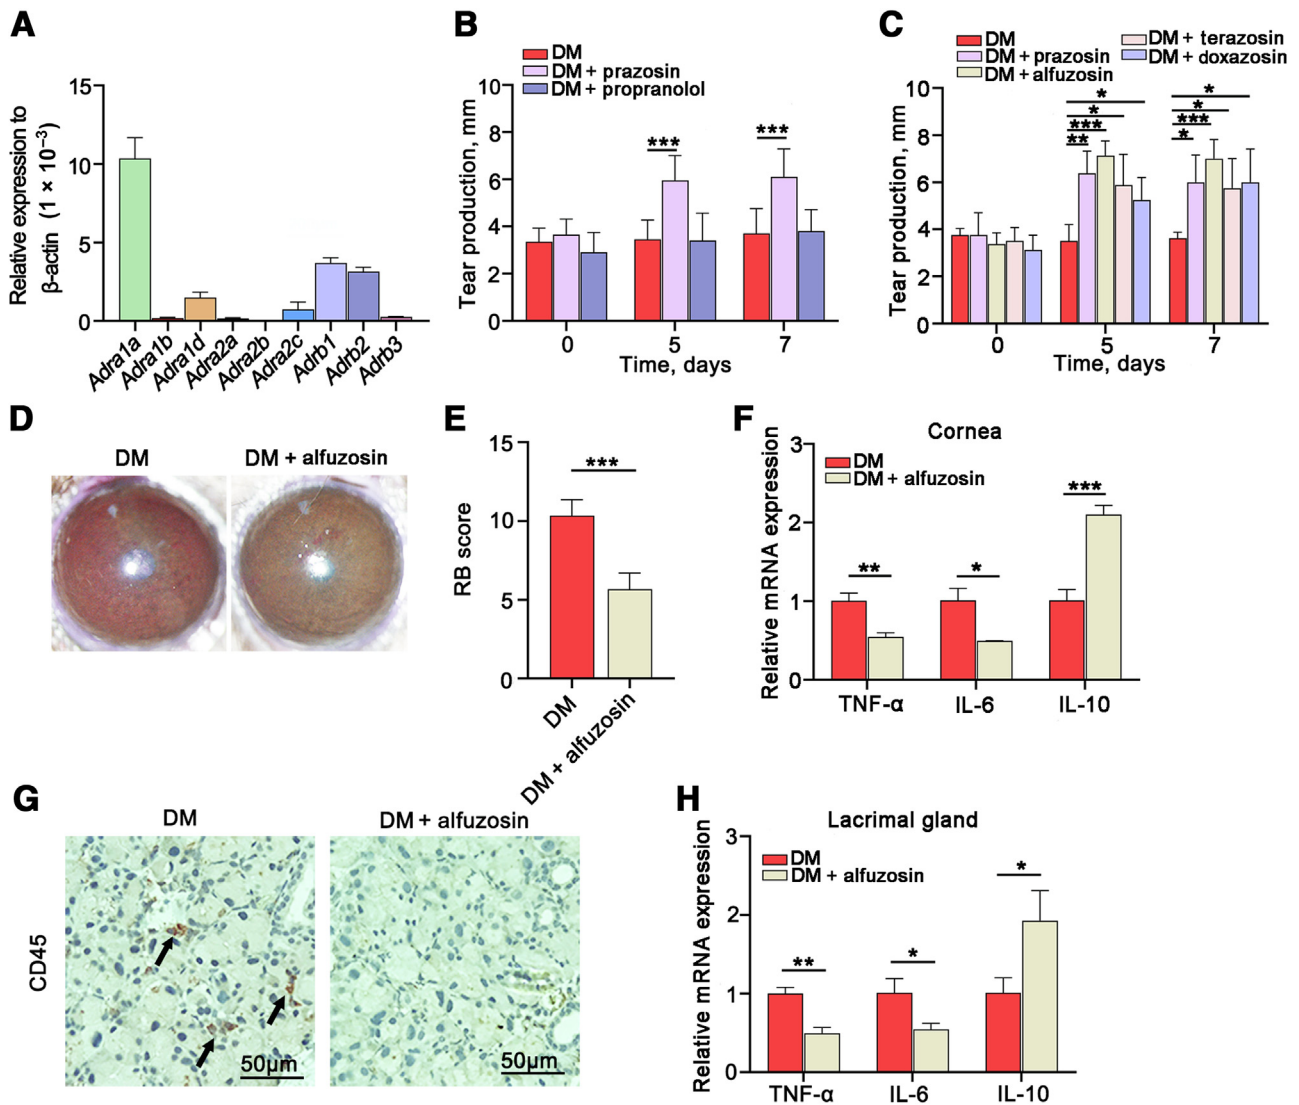 A
Relative expression to
β-actin (1 × 10⁻³)
15
10
5
0
Adra1a
Adra1b
Adra1d
Adra2a
Adra2b
Adra2c
Adrb1
Adrb2
Adrb3
B
DM
DM + prazosin
DM + propranolol
Tear production, mm
10
8
6
4
2
0
***
***
0
5
7
Time, days
C
DM
DM + prazosin
DM + alfuzosin
DM + terazosin
DM + doxazosin
Tear production, mm
10
8
6
4
2
0
*
*
***
**
*
*
***
*
0
5
7
Time, days
D
DM
DM + alfuzosin
E
RB score
15
10
5
0
***
DM
DM + alfuzosin
F
Cornea
DM
DM + alfuzosin
Relative mRNA expression
3
2
1
0
**
*
***
TNF-α
IL-6
IL-10
G
DM
DM + alfuzosin
CD45
50μm
50μm
H
Lacrimal gland
DM
DM + alfuzosin
Relative mRNA expression
3
2
1
0
**
*
*
TNF-α
IL-6
IL-10